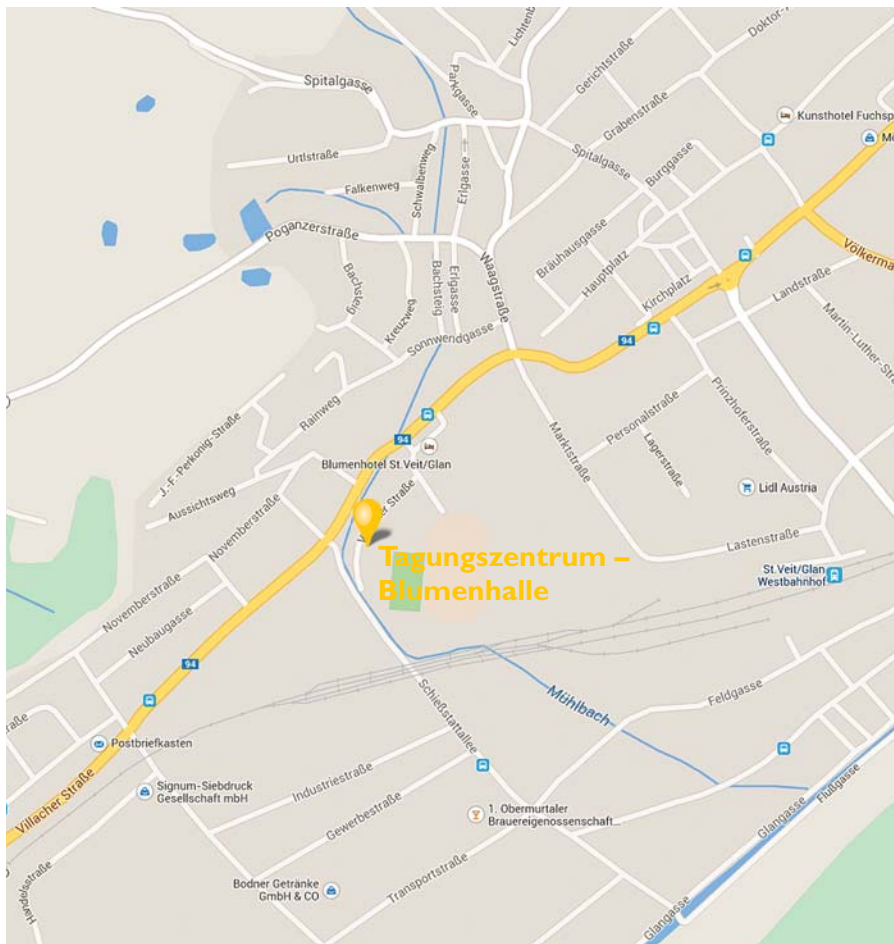 Lichtenb
Doktor-
Parkgasse
Gerichtstraße
Spitalgasse
Grabenstraße
Kunsthotel Fuchsp
Urtlstraße
Schwalbenweg
Erlgasse
Spitalgasse
Burggasse
Falkenweg
Poganzerstraße
Waagstraße
Bräuhausgasse
Hauptplatz
Völkerma
Bachsteig
Bachsteig
Erlgasse
Kirchplatz
Landstraße
Kreuzweg
Sonnwendgasse
94
Martin-Luther-Str
Rainweg
Prinzhoferstraße
Personalstraße
J.-F.-Perkonig-Straße
94
Marktstraße
Lagerstraße
Blumenhotel St.Veit/Glan
Aussichtsweg
Lidl Austria
Novemberstraße
Lastenstraße
Tagungszentrum –
Blumenhalle
St.Veit/Glan
Westbahnhof
Novemberstraße
Neubaugasse
94
Schießstattallee
Mühlbach
Feldgasse
raße
Postbriefkasten
Villacher Straße
Signum-Siebdruck
Gesellschaft mbH
Industriestraße
Gewerbestraße
1. Obermurtaler
Brauereigenossenschaft...
Glangasse
Flußgasse
Bodner Getränke
GmbH & CO
Transportstraße
Handelsstraße
Glangasse